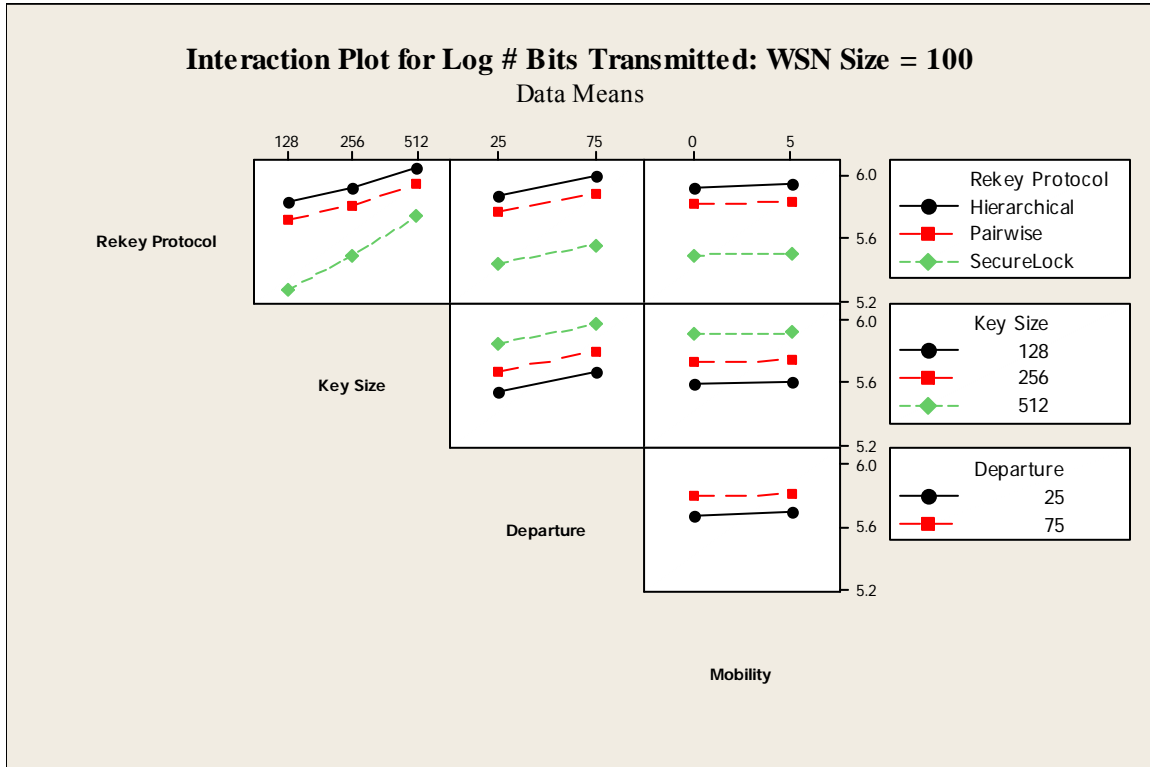 Interaction Plot for Log # Bits Transmitted: WSN Size = 100
Data Means
128 256 512 25 75 0 5
Rekey Protocol
6.0
5.6
5.2
Rekey Protocol
Hierarchical
Pairwise
SecureLock
Key Size
6.0
5.6
5.2
Key Size
128
256
512
Departure
6.0
5.6
5.2
Departure
25
75
Mobility